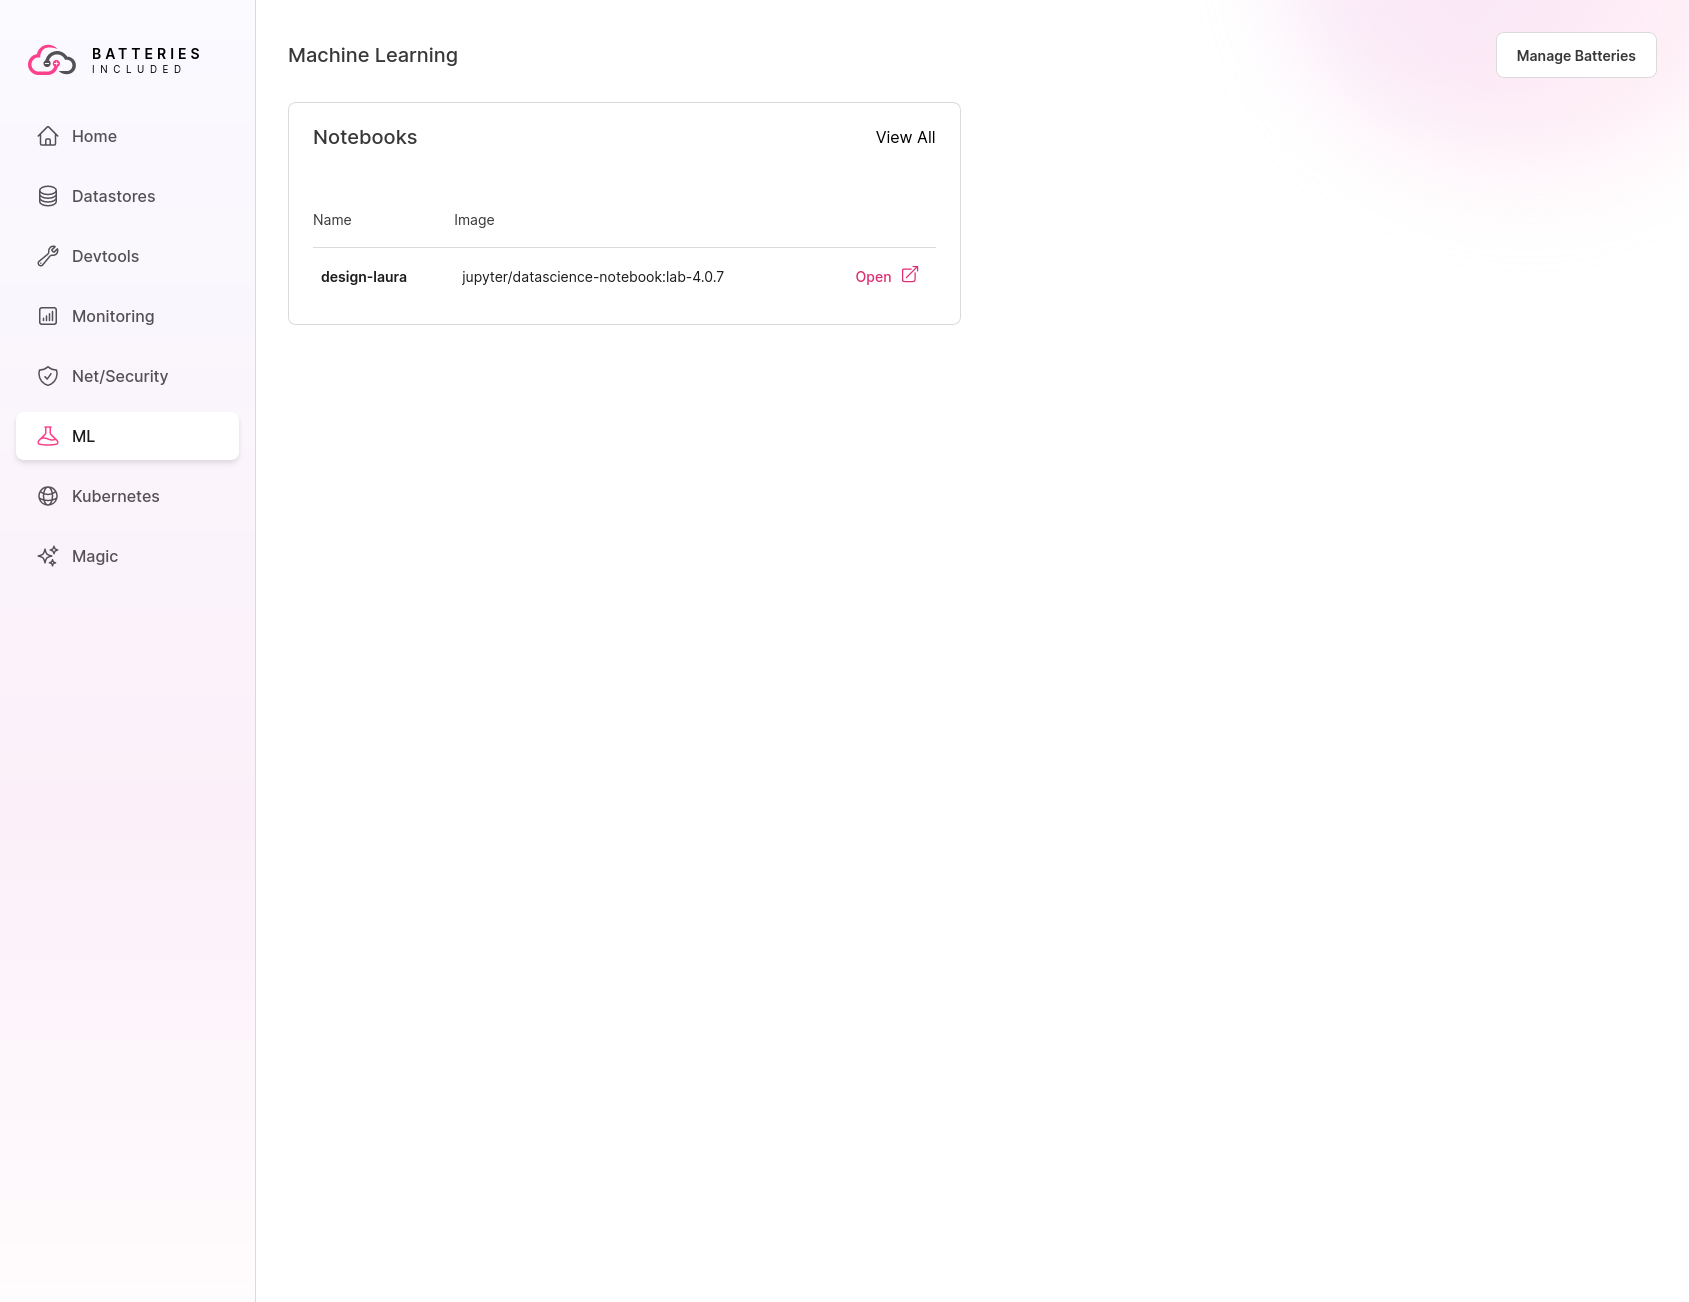 BATTERIES
INCLUDED
Home
Datastores
Devtools
Monitoring
Net/Security
ML
Kubernetes
Magic
Machine Learning
Manage Batteries
Notebooks
View All
Name Image
design-laura jupyter/datascience-notebook:lab-4.0.7 Open